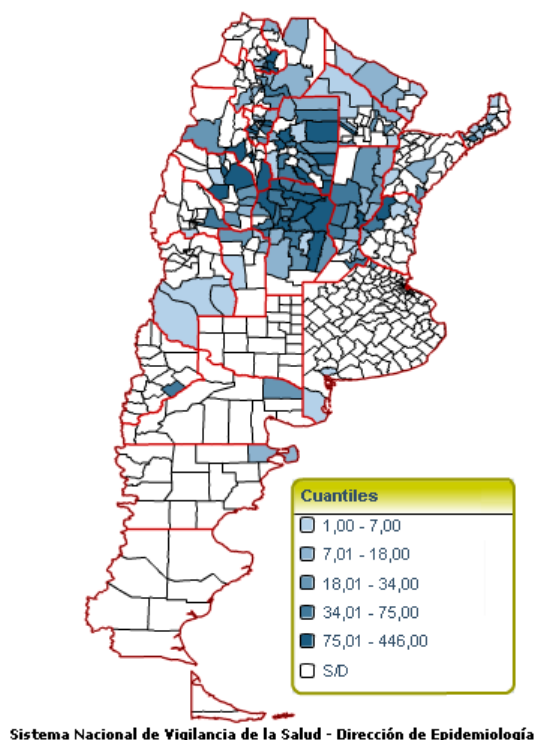 Cuantiles
1,00 - 7,00
7,01 - 18,00
18,01 - 34,00
34,01 - 75,00
75,01 - 446,00
S/D
Sistema Nacional de Vigilancia de la Salud - Dirección de Epidemiología